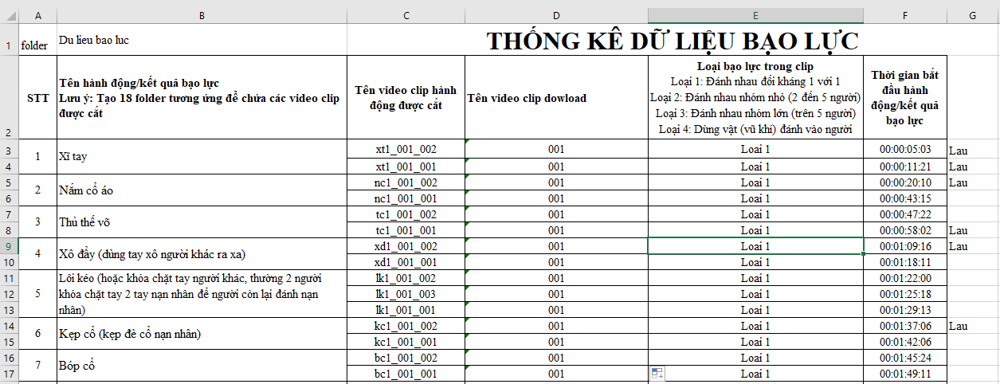 A B C D E F G
1 folder Du lieu bao luc THỐNG KÊ DỮ LIỆU BẠO LỰC
2 STT
Tên hành động/kết quả bạo lực
Lưu ý: Tạo 18 folder tương ứng để chứa các video clip
được cắt
Tên video clip hành
động được cắt
Tên video clip dowload
Loại bạo lực trong clip
Loại 1: Đánh nhau đối kháng 1 với 1
Loại 2: Đánh nhau nhóm nhỏ (2 đến 5 người)
Loại 3: Đánh nhau nhóm lớn (trên 5 người)
Loại 4: Dùng vật (vũ khí) đánh vào người
Thời gian bắt
đầu hành
động/kết quả
bạo lực
3 1 Xĩ tay xt1_001_002 001 Loai 1 00:00:05:03 Lau
4 xt1_001_001 001 Loai 1 00:00:11:21 Lau
5 2 Nắm cổ áo nc1_001_002 001 Loai 1 00:00:20:10 Lau
6 nc1_001_001 001 Loai 1 00:00:43:15
7 3 Thủ thế võ tc1_001_002 001 Loai 1 00:00:47:22
8 tc1_001_001 001 Loai 1 00:00:58:02 Lau
9 4 Xô đẩy (dùng tay xô người khác ra xa) xd1_001_002 001 Loai 1 00:01:09:16 Lau
10 xd1_001_001 001 Loai 1 00:01:18:11
11 Lôi kéo (hoặc khóa chặt tay người khác, thường 2 người lk1_001_002 001 Loai 1 00:01:22:00
12 5 khóa chặt tay 2 tay nạn nhân để người còn lại đánh nạn lk1_001_003 001 Loai 1 00:01:25:18
13 nhân) lk1_001_001 001 Loai 1 00:01:29:13
14 6 Kẹp cổ (kẹp đè cổ nạn nhân) kc1_001_002 001 Loai 1 00:01:37:06 Lau
15 kc1_001_001 001 Loai 1 00:01:42:06
16 7 Bóp cổ bc1_001_002 001 Loai 1 00:01:45:24
17 bc1_001_001 001 Loai 1 00:01:49:11